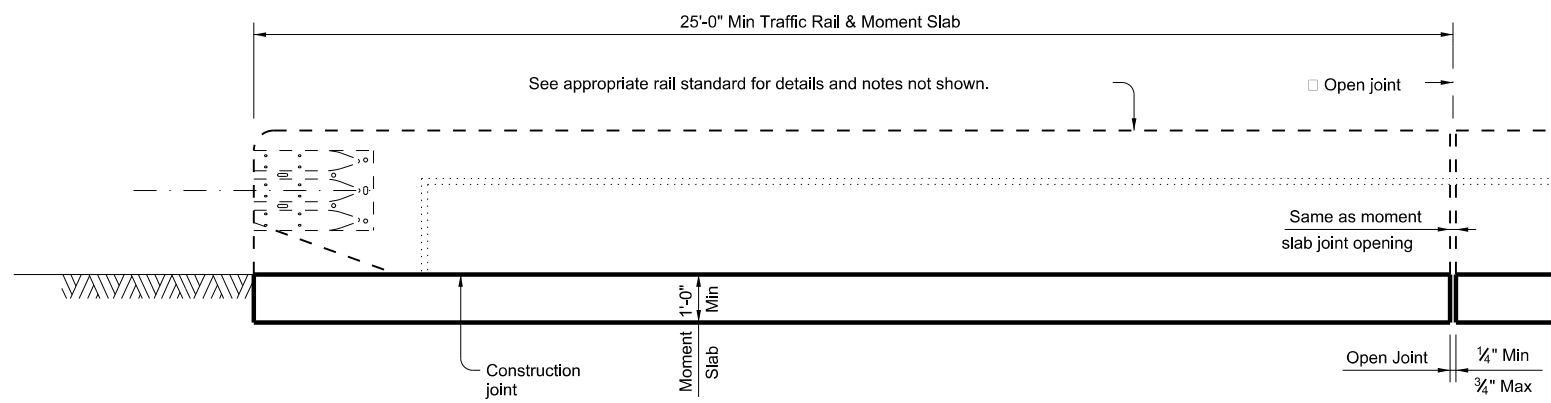 25'-0" Min Traffic Rail & Moment Slab
See appropriate rail standard for details and notes not shown.
□ Open joint
Same as moment
slab joint opening
1'-0"
Min
Moment
Slab
Construction
joint
Open Joint
¼" Min
¾" Max